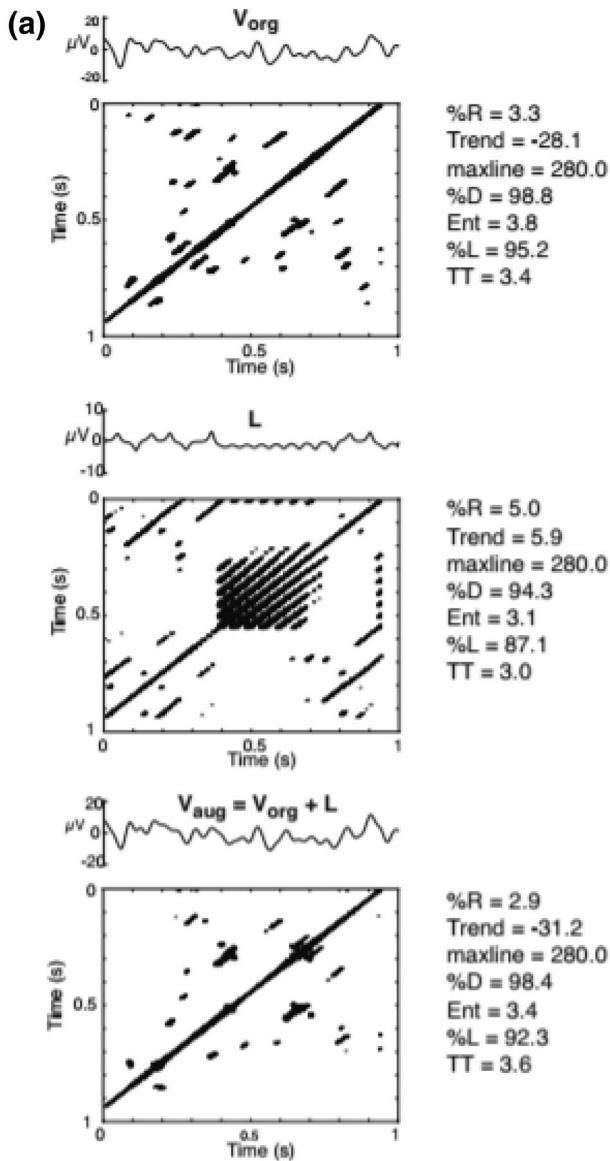 (a)
V_org
μV
20
0
-20
0
0.5
1
Time (s)
0
0.5
1
Time (s)
%R = 3.3
Trend = -28.1
maxline = 280.0
%D = 98.8
Ent = 3.8
%L = 95.2
TT = 3.4
L
μV
10
0
-10
0
0.5
1
Time (s)
0
0.5
1
Time (s)
%R = 5.0
Trend = 5.9
maxline = 280.0
%D = 94.3
Ent = 3.1
%L = 87.1
TT = 3.0
V_aug = V_org + L
μV
20
0
-20
0
0.5
1
Time (s)
0
0.5
1
Time (s)
%R = 2.9
Trend = -31.2
maxline = 280.0
%D = 98.4
Ent = 3.4
%L = 92.3
TT = 3.6